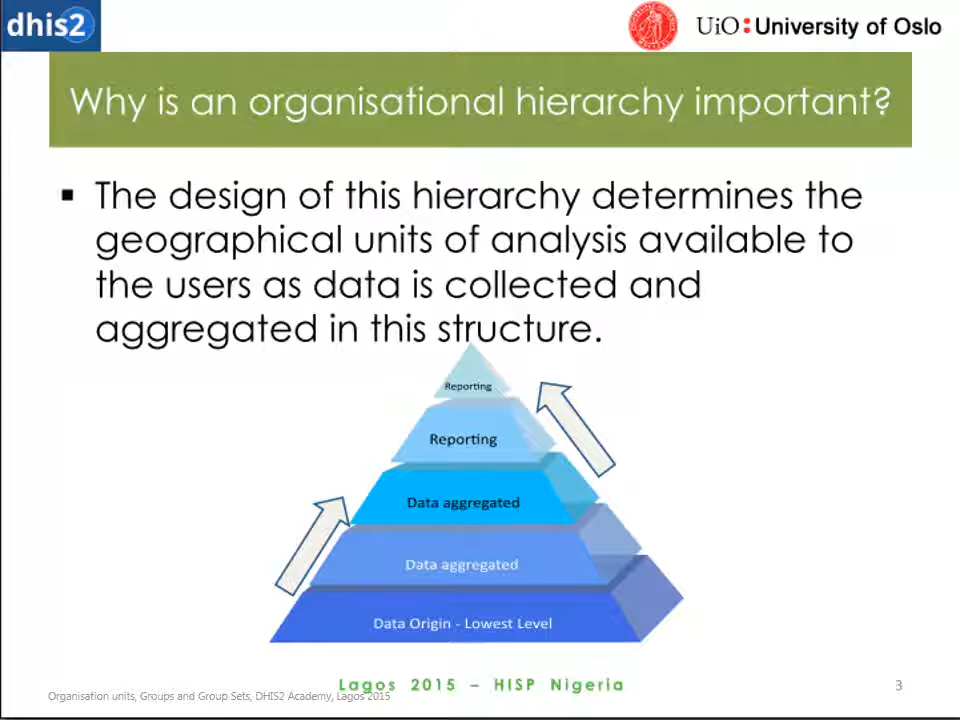 dhis2
UiO: University of Oslo
Why is an organisational hierarchy important?
▪ The design of this hierarchy determines the
geographical units of analysis available to
the users as data is collected and
aggregated in this structure.
Reporting
Reporting
Data aggregated
Data aggregated
Data Origin - Lowest Level
Lagos 2015 – HISP Nigeria
Organisation units, Groups and Group Sets, DHIS2 Academy, Lagos 2015
3